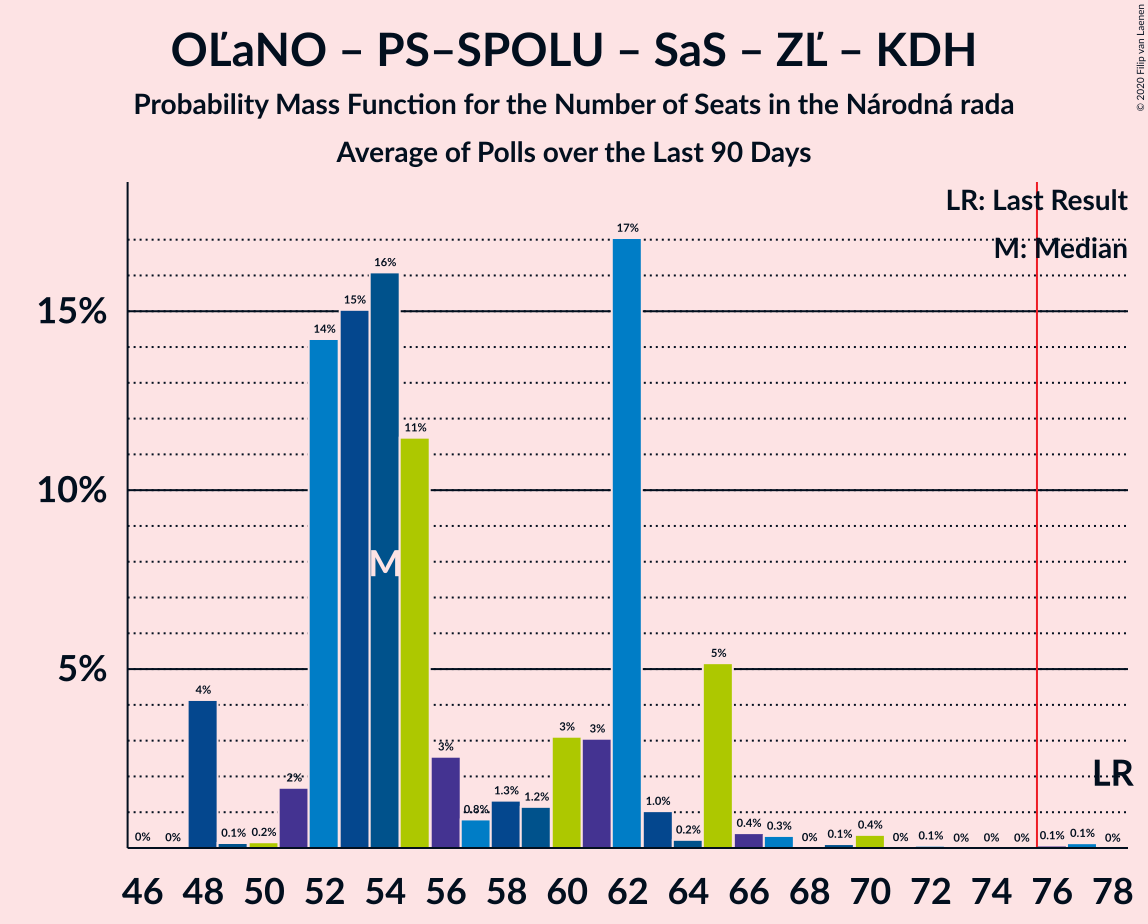 OĽaNO – PS–SPOLU – SaS – ZĽ – KDH
Probability Mass Function for the Number of Seats in the Národná rada
Average of Polls over the Last 90 Days
© 2020 Filip van Laenen
LR: Last Result
M: Median
15%
10%
5%
0% 0% 4% 0.1% 0.2% 2% 14% 15% 16% 11% 3% 0.8% 1.3% 1.2% 3% 3% 17% 1.0% 0.2% 5% 0.4% 0.3% 0% 0.1% 0.4% 0% 0.1% 0% 0% 0% 0.1% 0.1% 0%
M
LR
46 48 50 52 54 56 58 60 62 64 66 68 70 72 74 76 78